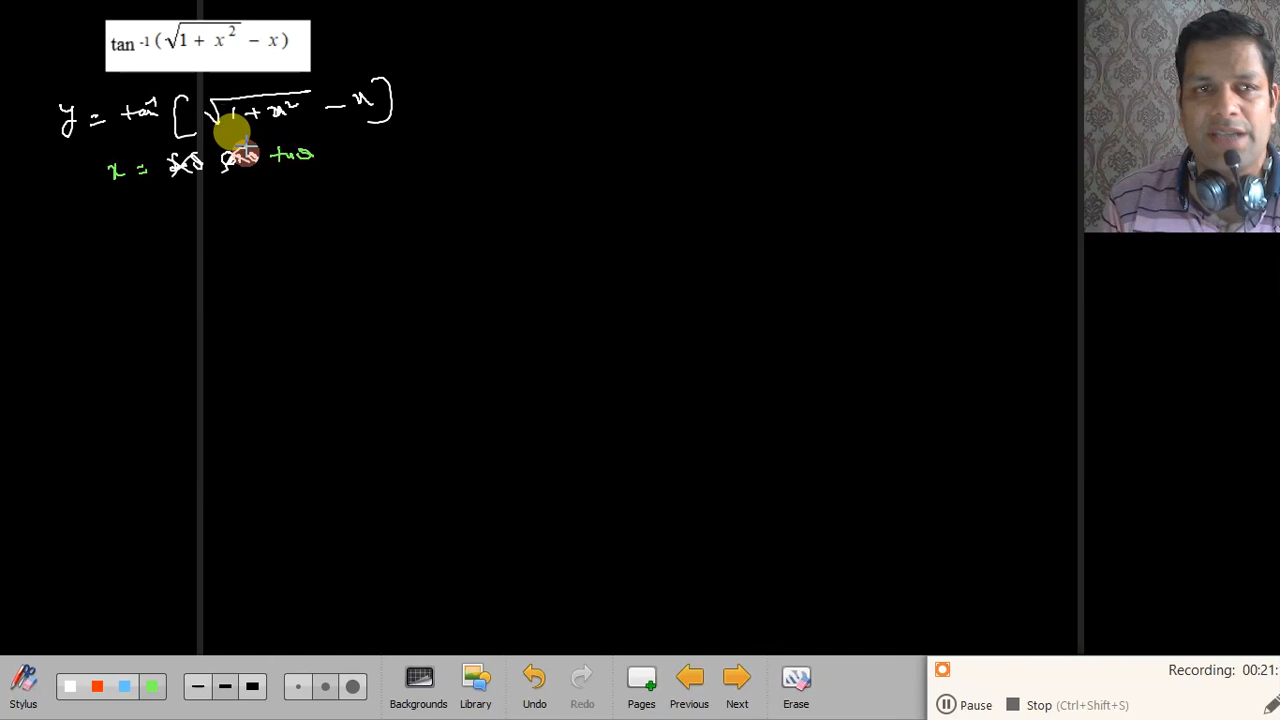 tan -1 (√1 + x 2 - x)
y = tan⁻¹ [√1 + x² - x]
x = tanθ
Stylus
Backgrounds
Library
Undo
Redo
Pages
Previous
Next
Erase
Recording: 00:21:
Pause
Stop (Ctrl+Shift+S)